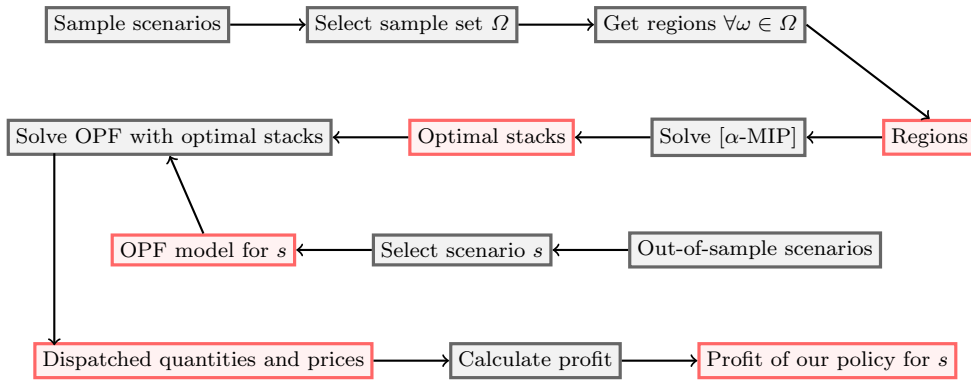 Sample scenarios
Select sample set Ω
Get regions ∀ω ∈ Ω
Solve OPF with optimal stacks
Optimal stacks
Solve [α-MIP]
Regions
OPF model for s
Select scenario s
Out-of-sample scenarios
Dispatched quantities and prices
Calculate profit
Profit of our policy for s